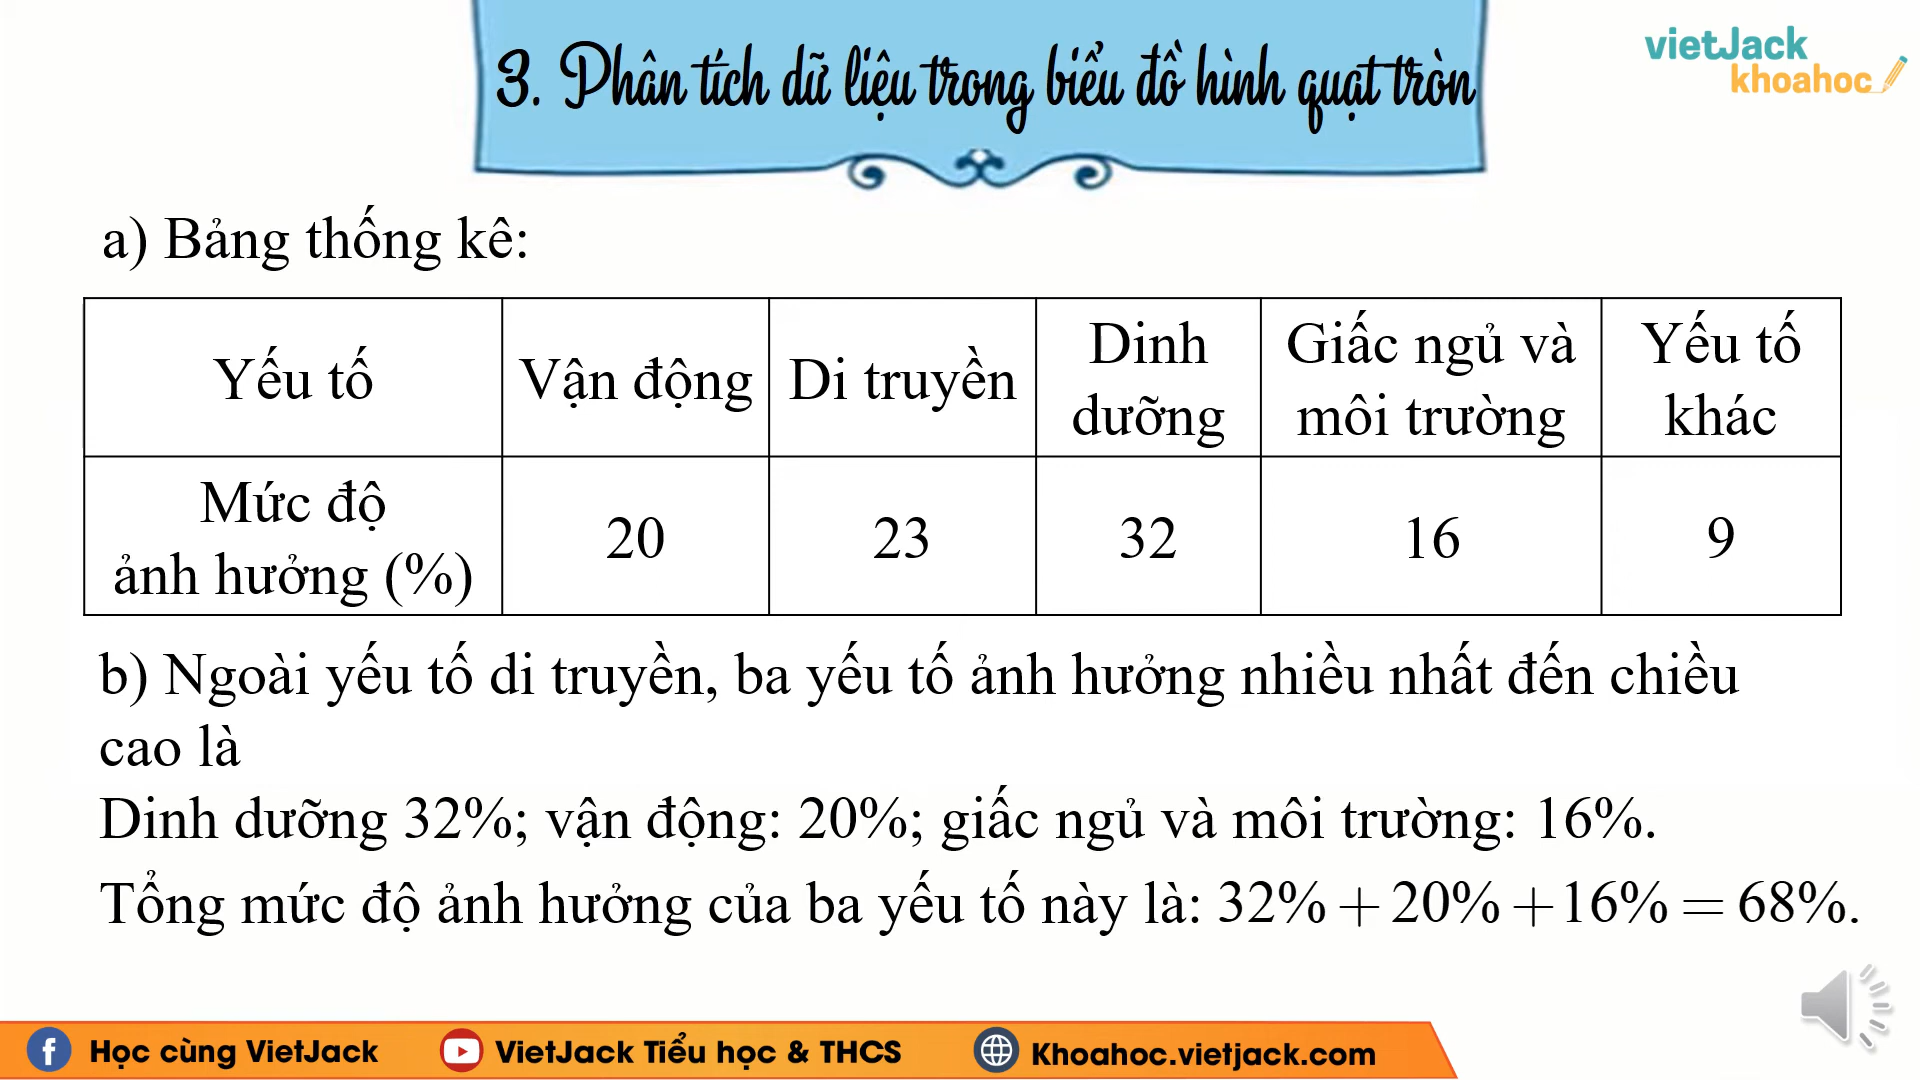 3. Phân tích dữ liệu trong biểu đồ hình quạt tròn
vietJack
khoahoc
a) Bảng thống kê:
Yếu tố
Vận động
Di truyền
Dinh
dưỡng
Giấc ngủ và
môi trường
Yếu tố
khác
Mức độ
ảnh hưởng (%)
20
23
32
16
9
b) Ngoài yếu tố di truyền, ba yếu tố ảnh hưởng nhiều nhất đến chiều
cao là
Dinh dưỡng 32%; vận động: 20%; giấc ngủ và môi trường: 16%.
Tổng mức độ ảnh hưởng của ba yếu tố này là: 32% + 20% + 16% = 68%.
f
Học cùng VietJack
VietJack Tiểu học & THCS
Khoahoc.vietjack.com